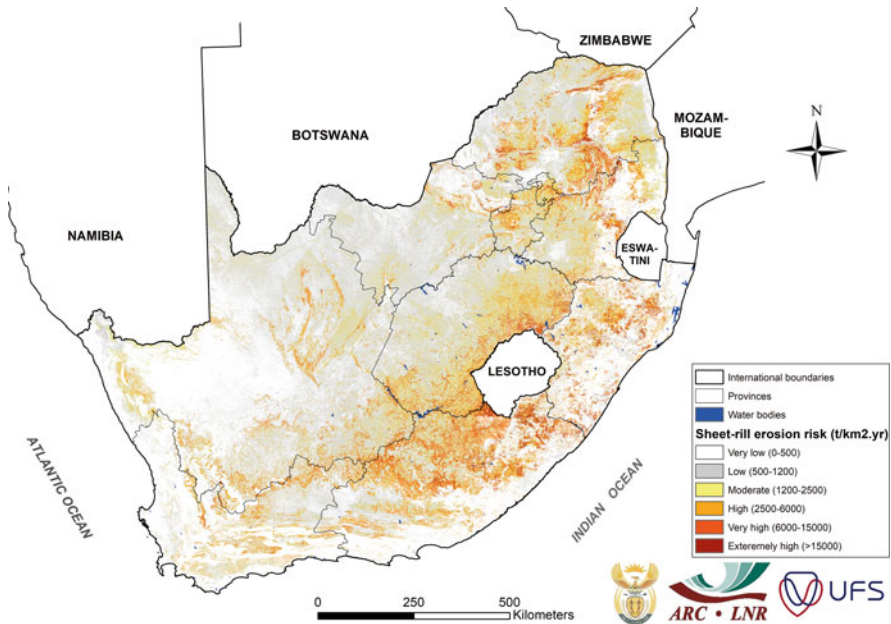 ZIMBABWE
MOZAM-
BIQUE
N
BOTSWANA
NAMIBIA
ESWA-
TINI
LESOTHO
ATLANTIC OCEAN
INDIAN OCEAN
International boundaries
Provinces
Water bodies
Sheet-rill erosion risk (t/km2.yr)
Very low (0-500)
Low (500-1200)
Moderate (1200-2500)
High (2500-6000)
Very high (6000-15000)
Exteremely high (>15000)
0 250 500
Kilometers
ARC • LNR
UFS